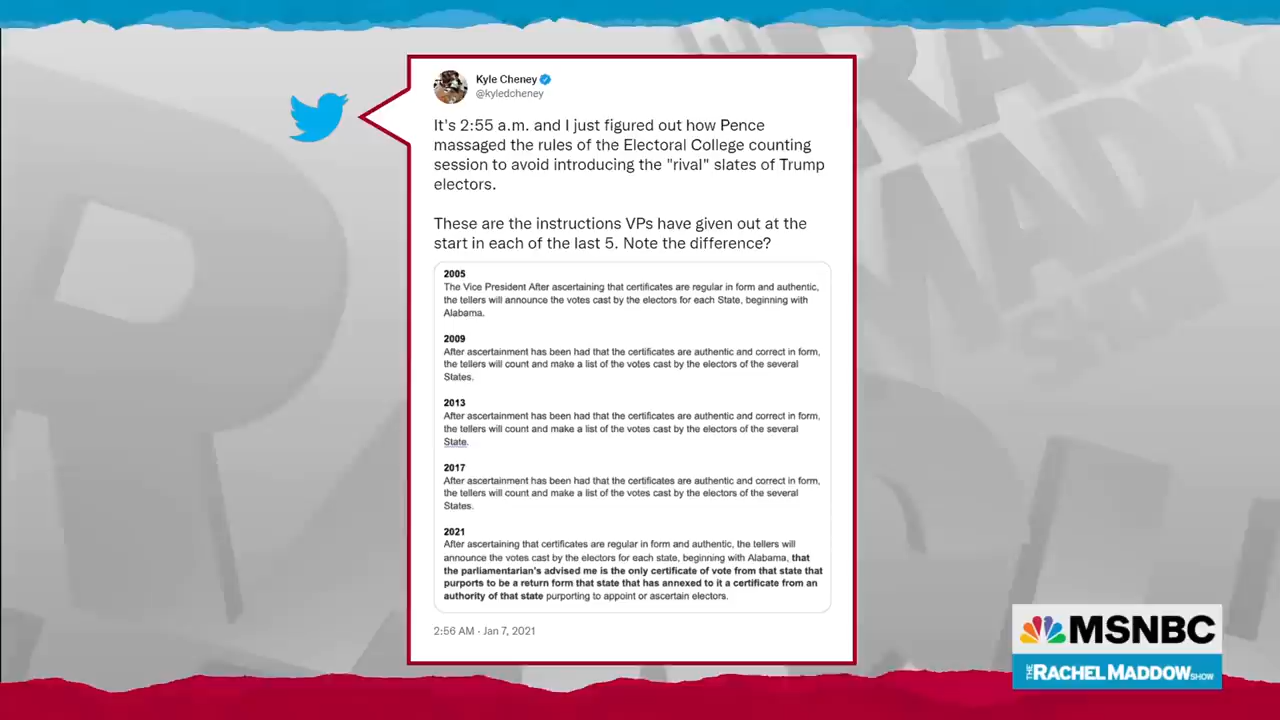 Kyle Cheney
@kyledcheney
It's 2:55 a.m. and I just figured out how Pence
massaged the rules of the Electoral College counting
session to avoid introducing the "rival" slates of Trump
electors.
These are the instructions VPs have given out at the
start in each of the last 5. Note the difference?
2005
The Vice President After ascertaining that certificates are regular in form and authentic,
the tellers will announce the votes cast by the electors for each State, beginning with
Alabama.
2009
After ascertainment has been had that the certificates are authentic and correct in form,
the tellers will count and make a list of the votes cast by the electors of the several
States.
2013
After ascertainment has been had that the certificates are authentic and correct in form,
the tellers will count and make a list of the votes cast by the electors of the several
State.
2017
After ascertainment has been had that the certificates are authentic and correct in form,
the tellers will count and make a list of the votes cast by the electors of the several
States.
2021
After ascertaining that certificates are regular in form and authentic, the tellers will
announce the votes cast by the electors for each state, beginning with Alabama, that
the parliamentarian's advised me is the only certificate of vote from that state that
purports to be a return form that state that has annexed to it a certificate from an
authority of that state purporting to appoint or ascertain electors.
2:56 AM · Jan 7, 2021
MSNBC
THE RACHEL MADDOW SHOW